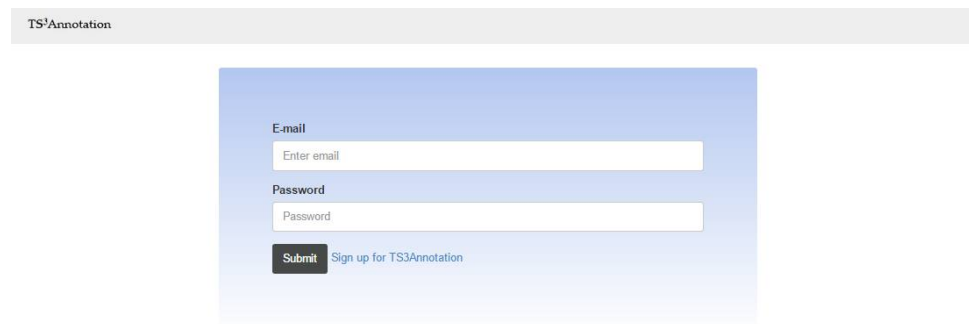 TS³Annotation
E-mail
Enter email
Password
Password
Submit Sign up for TS3Annotation